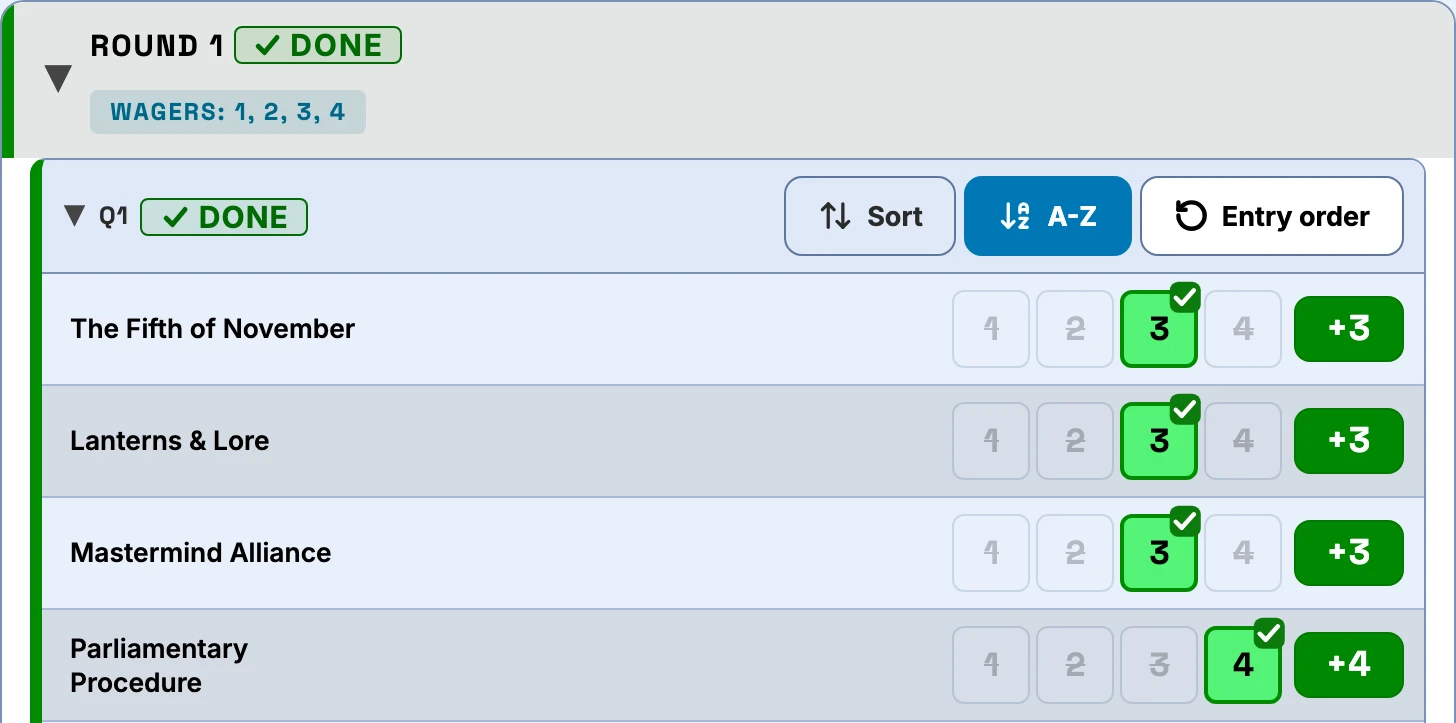 ROUND 1 DONE
WAGERS: 1, 2, 3, 4
Q1 DONE Sort A-Z Entry order
The Fifth of November 1 2 3 4 +3
Lanterns & Lore 1 2 3 4 +3
Mastermind Alliance 1 2 3 4 +3
Parliamentary
Procedure 1 2 3 4 +4